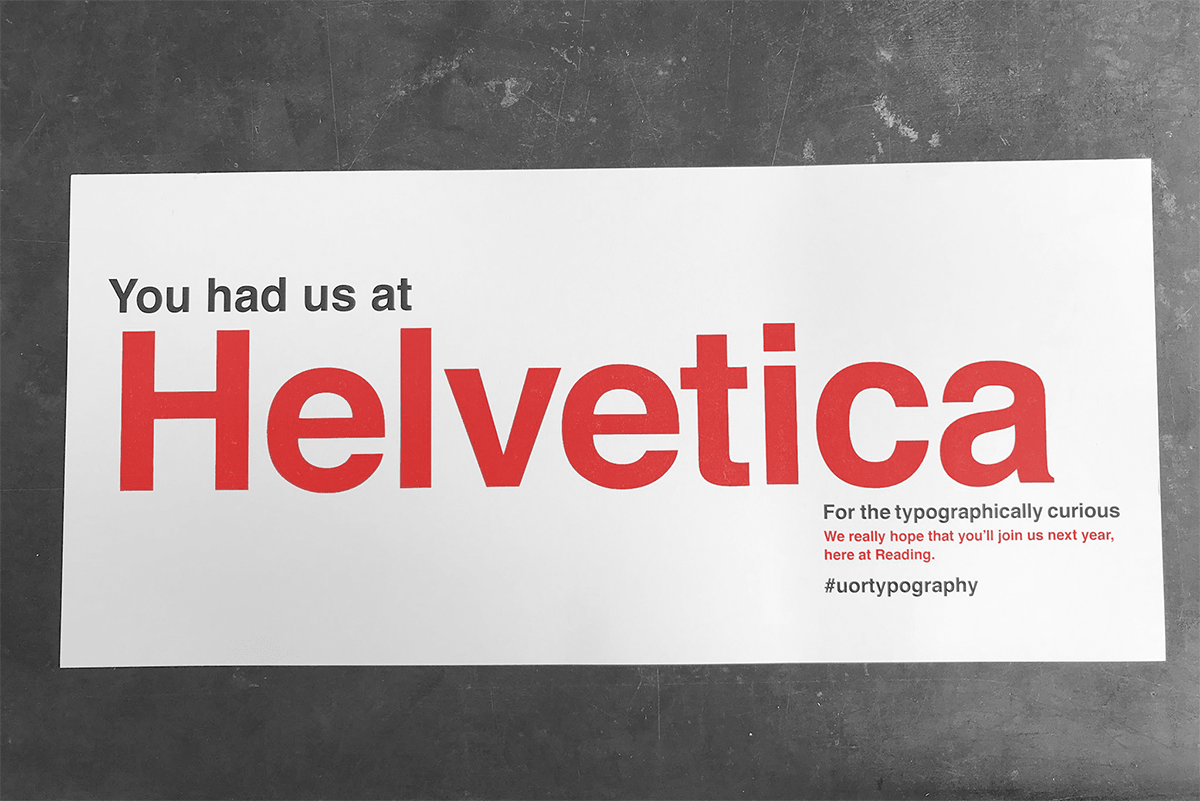 You had us at
Helvetica
For the typographically curious
We really hope that you’ll join us next year,
here at Reading.
#uortypography